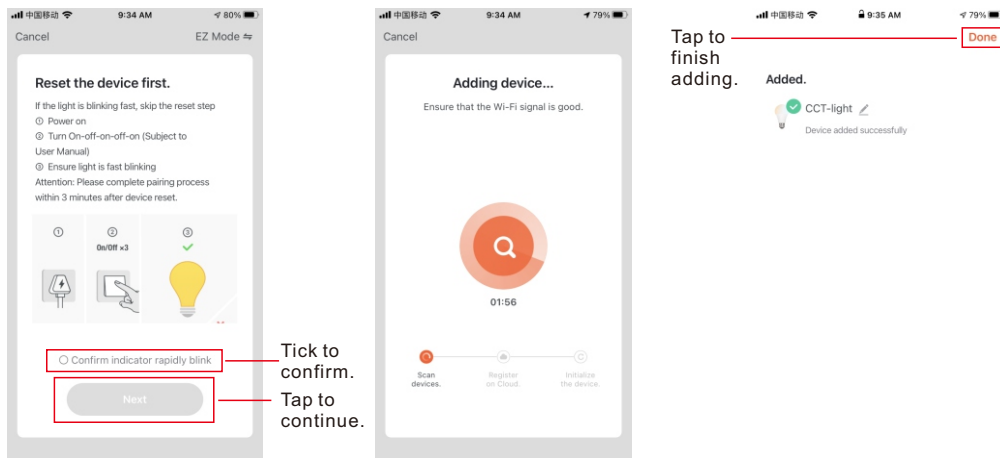 中国移动 9:34 AM 80%
Cancel EZ Mode ⇋
Reset the device first.
If the light is blinking fast, skip the reset step
① Power on
② Turn On-off-on-off-on (Subject to
User Manual)
③ Ensure light is fast blinking
Attention: Please complete pairing process
within 3 minutes after device reset.
① ② ③
On/Off ×3
Confirm indicator rapidly blink
Next
Tick to
confirm.
Tap to
continue.
中国移动 9:34 AM 79%
Cancel
Adding device...
Ensure that the Wi-Fi signal is good.
01:56
Scan
devices.
Register
on Cloud.
Initialize
the device.
中国移动 9:35 AM 79%
Tap to
finish
adding.
Done
Added.
CCT-light
Device added successfully